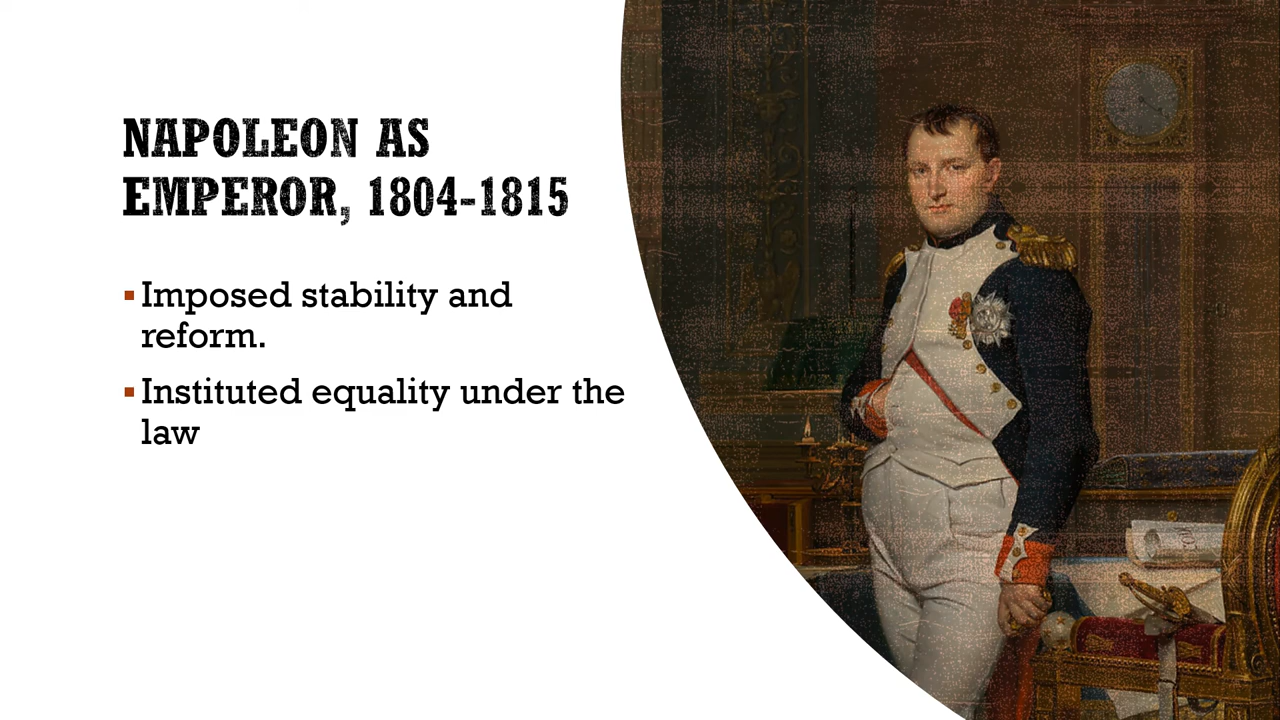 NAPOLEON AS
EMPEROR, 1804-1815
Imposed stability and
reform.
Instituted equality under the
law